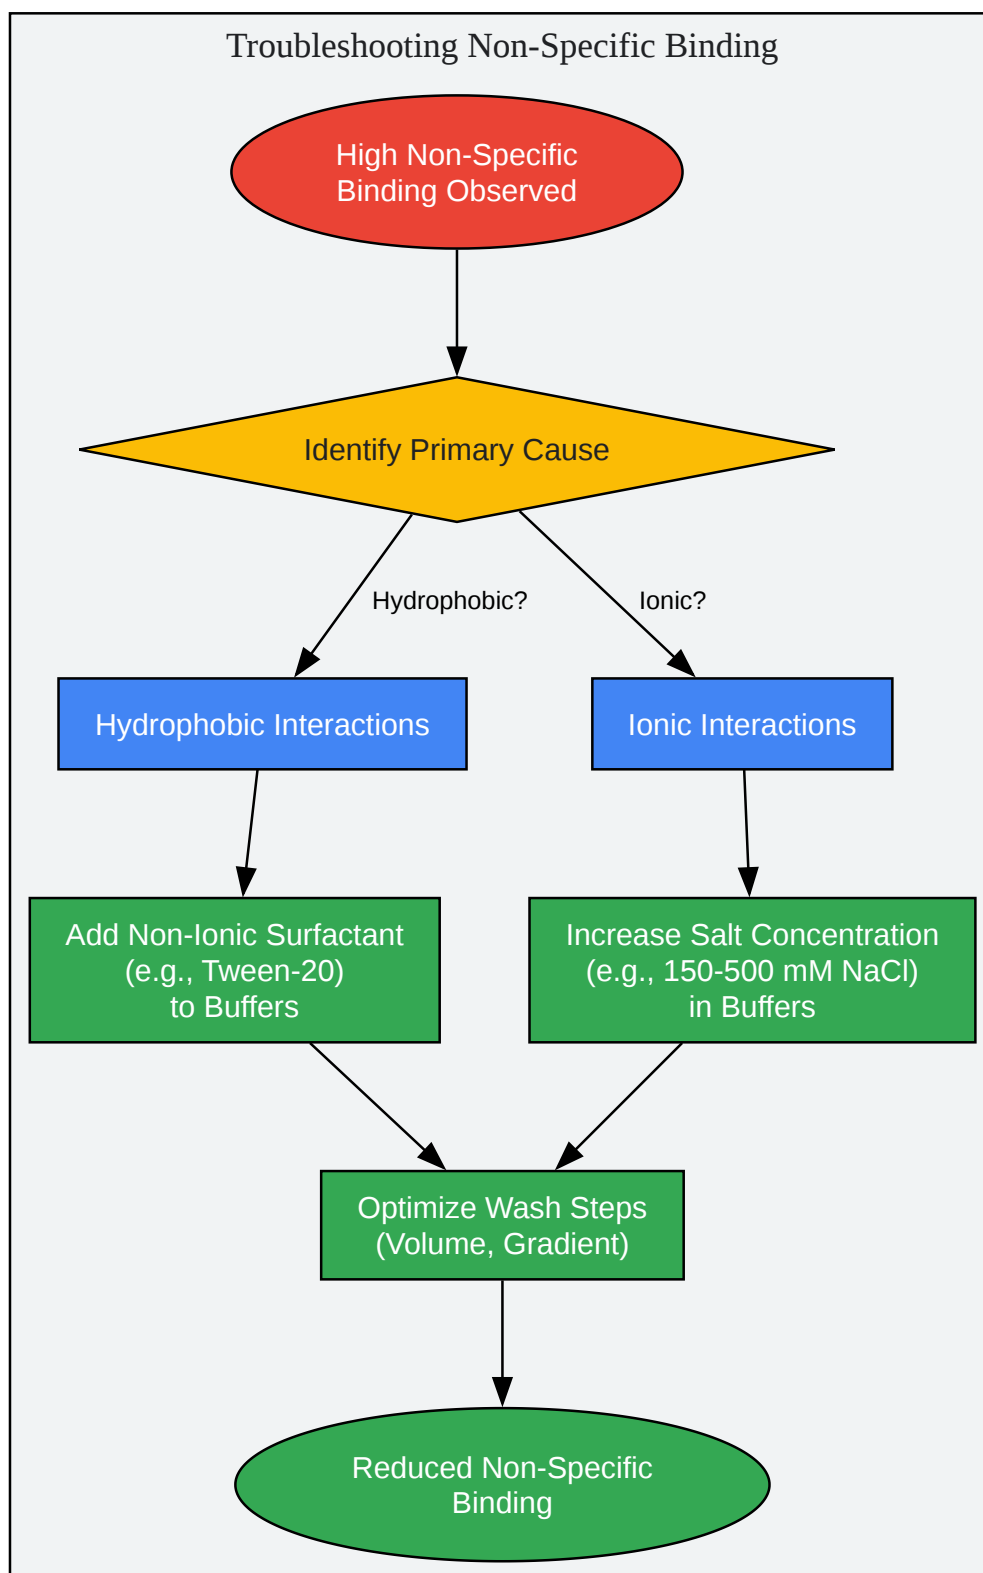 Troubleshooting Non-Specific Binding
High Non-Specific
Binding Observed
Identify Primary Cause
Hydrophobic?
Ionic?
Hydrophobic Interactions
Ionic Interactions
Add Non-Ionic Surfactant
(e.g., Tween-20)
to Buffers
Increase Salt Concentration
(e.g., 150-500 mM NaCl)
in Buffers
Optimize Wash Steps
(Volume, Gradient)
Reduced Non-Specific
Binding